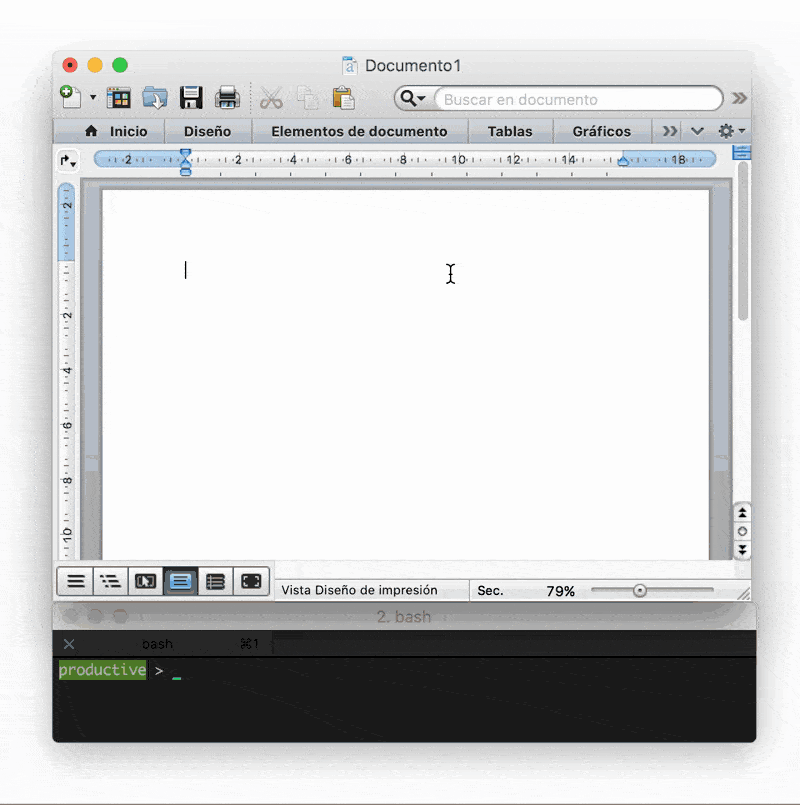 Documento1
Buscar en documento
Inicio Diseño Elementos de documento Tablas Gráficos
2 2 4 6 8 10 12 14 18
2
2
4
6
8
10
Vista Diseño de impresión Sec. 79%
2. bash
bash ⌘1
productive > _